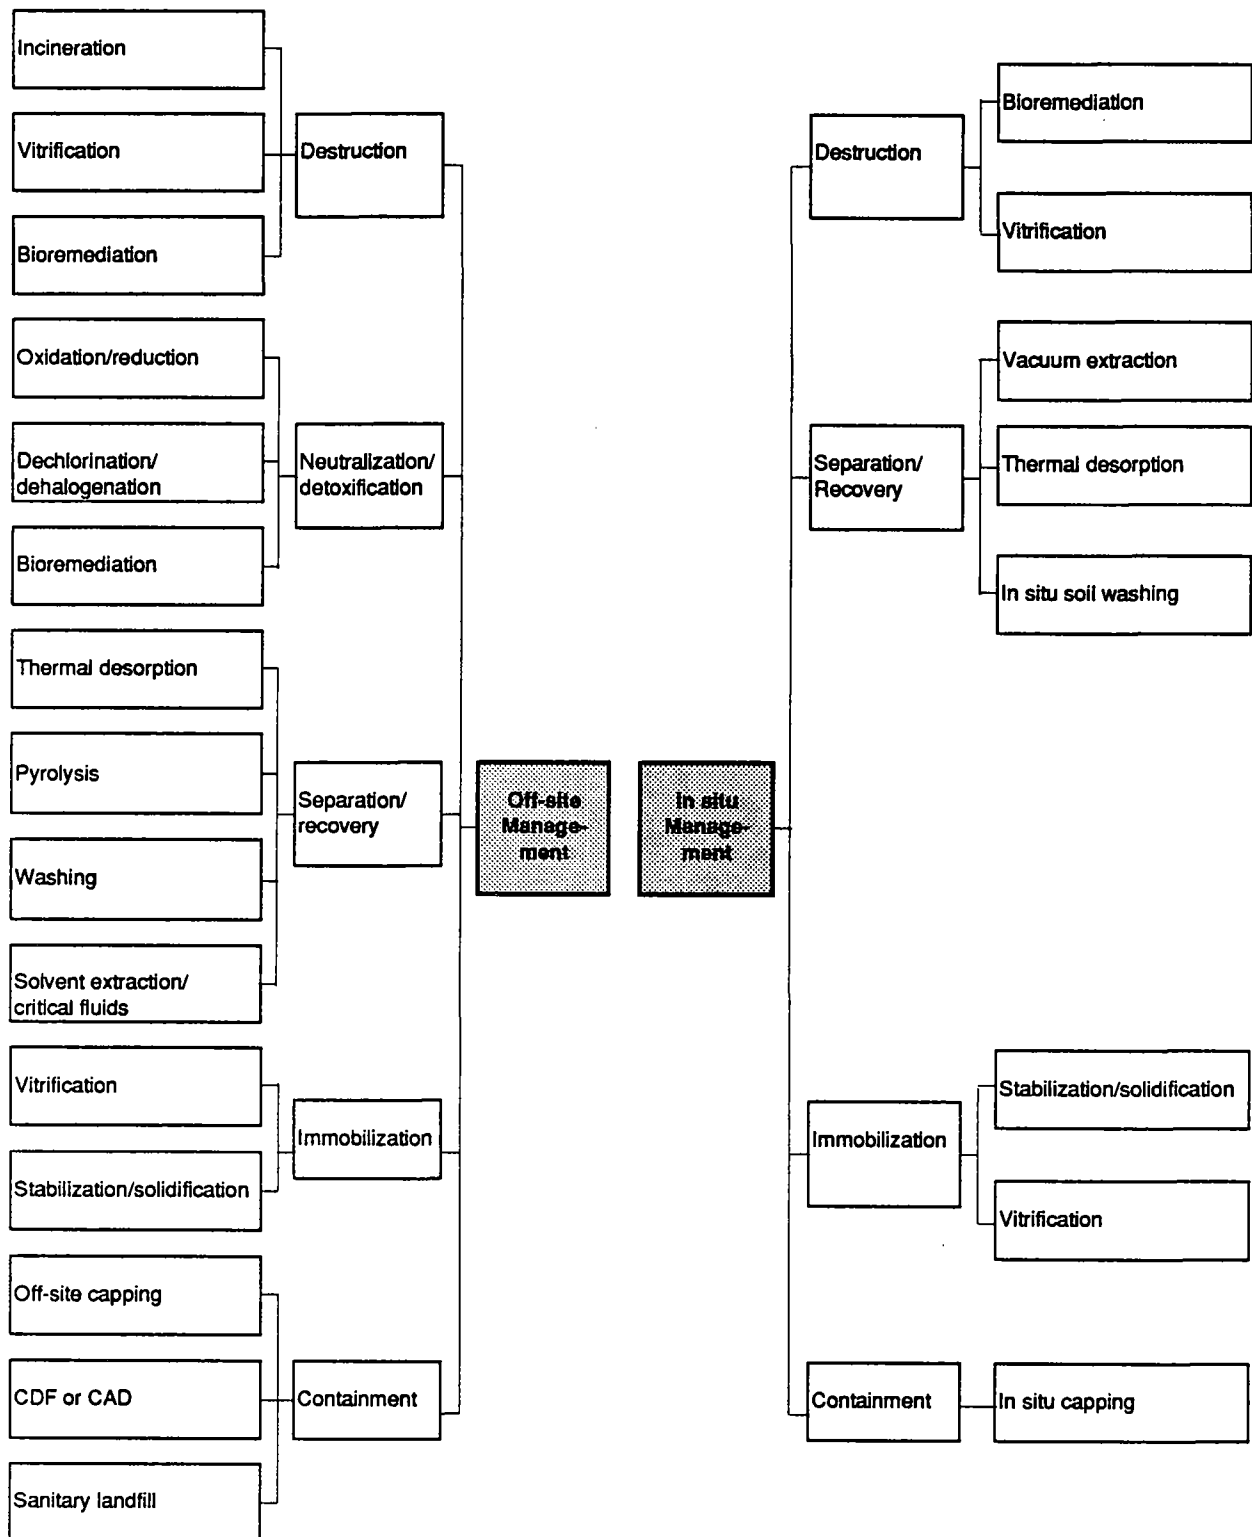 Incineration
Vitrification
Bioremediation
Destruction
Oxidation/reduction
Dechlorination/
dehalogenation
Bioremediation
Neutralization/
detoxification
Thermal desorption
Pyrolysis
Washing
Solvent extraction/
critical fluids
Separation/
recovery
Vitrification
Stabilization/solidification
Immobilization
Off-site capping
CDF or CAD
Sanitary landfill
Containment
Off-site
Manage-
ment
In situ
Manage-
ment
Destruction
Bioremediation
Vitrification
Separation/
Recovery
Vacuum extraction
Thermal desorption
In situ soil washing
Immobilization
Stabilization/solidification
Vitrification
Containment
In situ capping